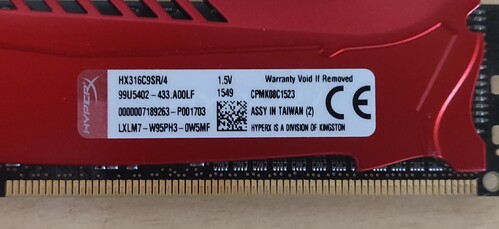 HYPERX
HX316C9SR/4 1.5V Warranty Void If Removed
99U5402-433.A00LF 1549 CPMK08C1523
0000007189263-P001703 ASSY IN TAIWAN (2)
LXLM7-W95PH3-0W5MF HYPERX IS A DIVISION OF KINGSTON
CE